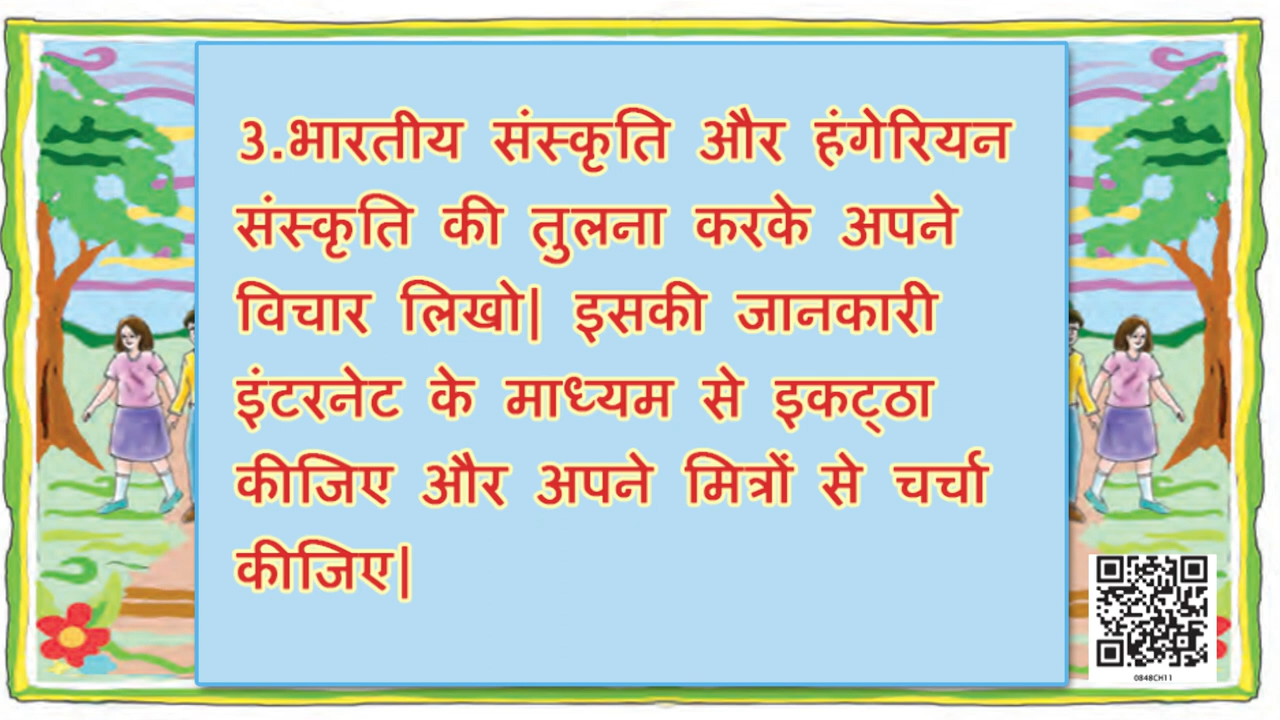 3.भारतीय संस्कृति और हंगेरियन
संस्कृति की तुलना करके अपने
विचार लिखो| इसकी जानकारी
इंटरनेट के माध्यम से इकट्ठा
कीजिए और अपने मित्रों से चर्चा
कीजिए|
0848CH11